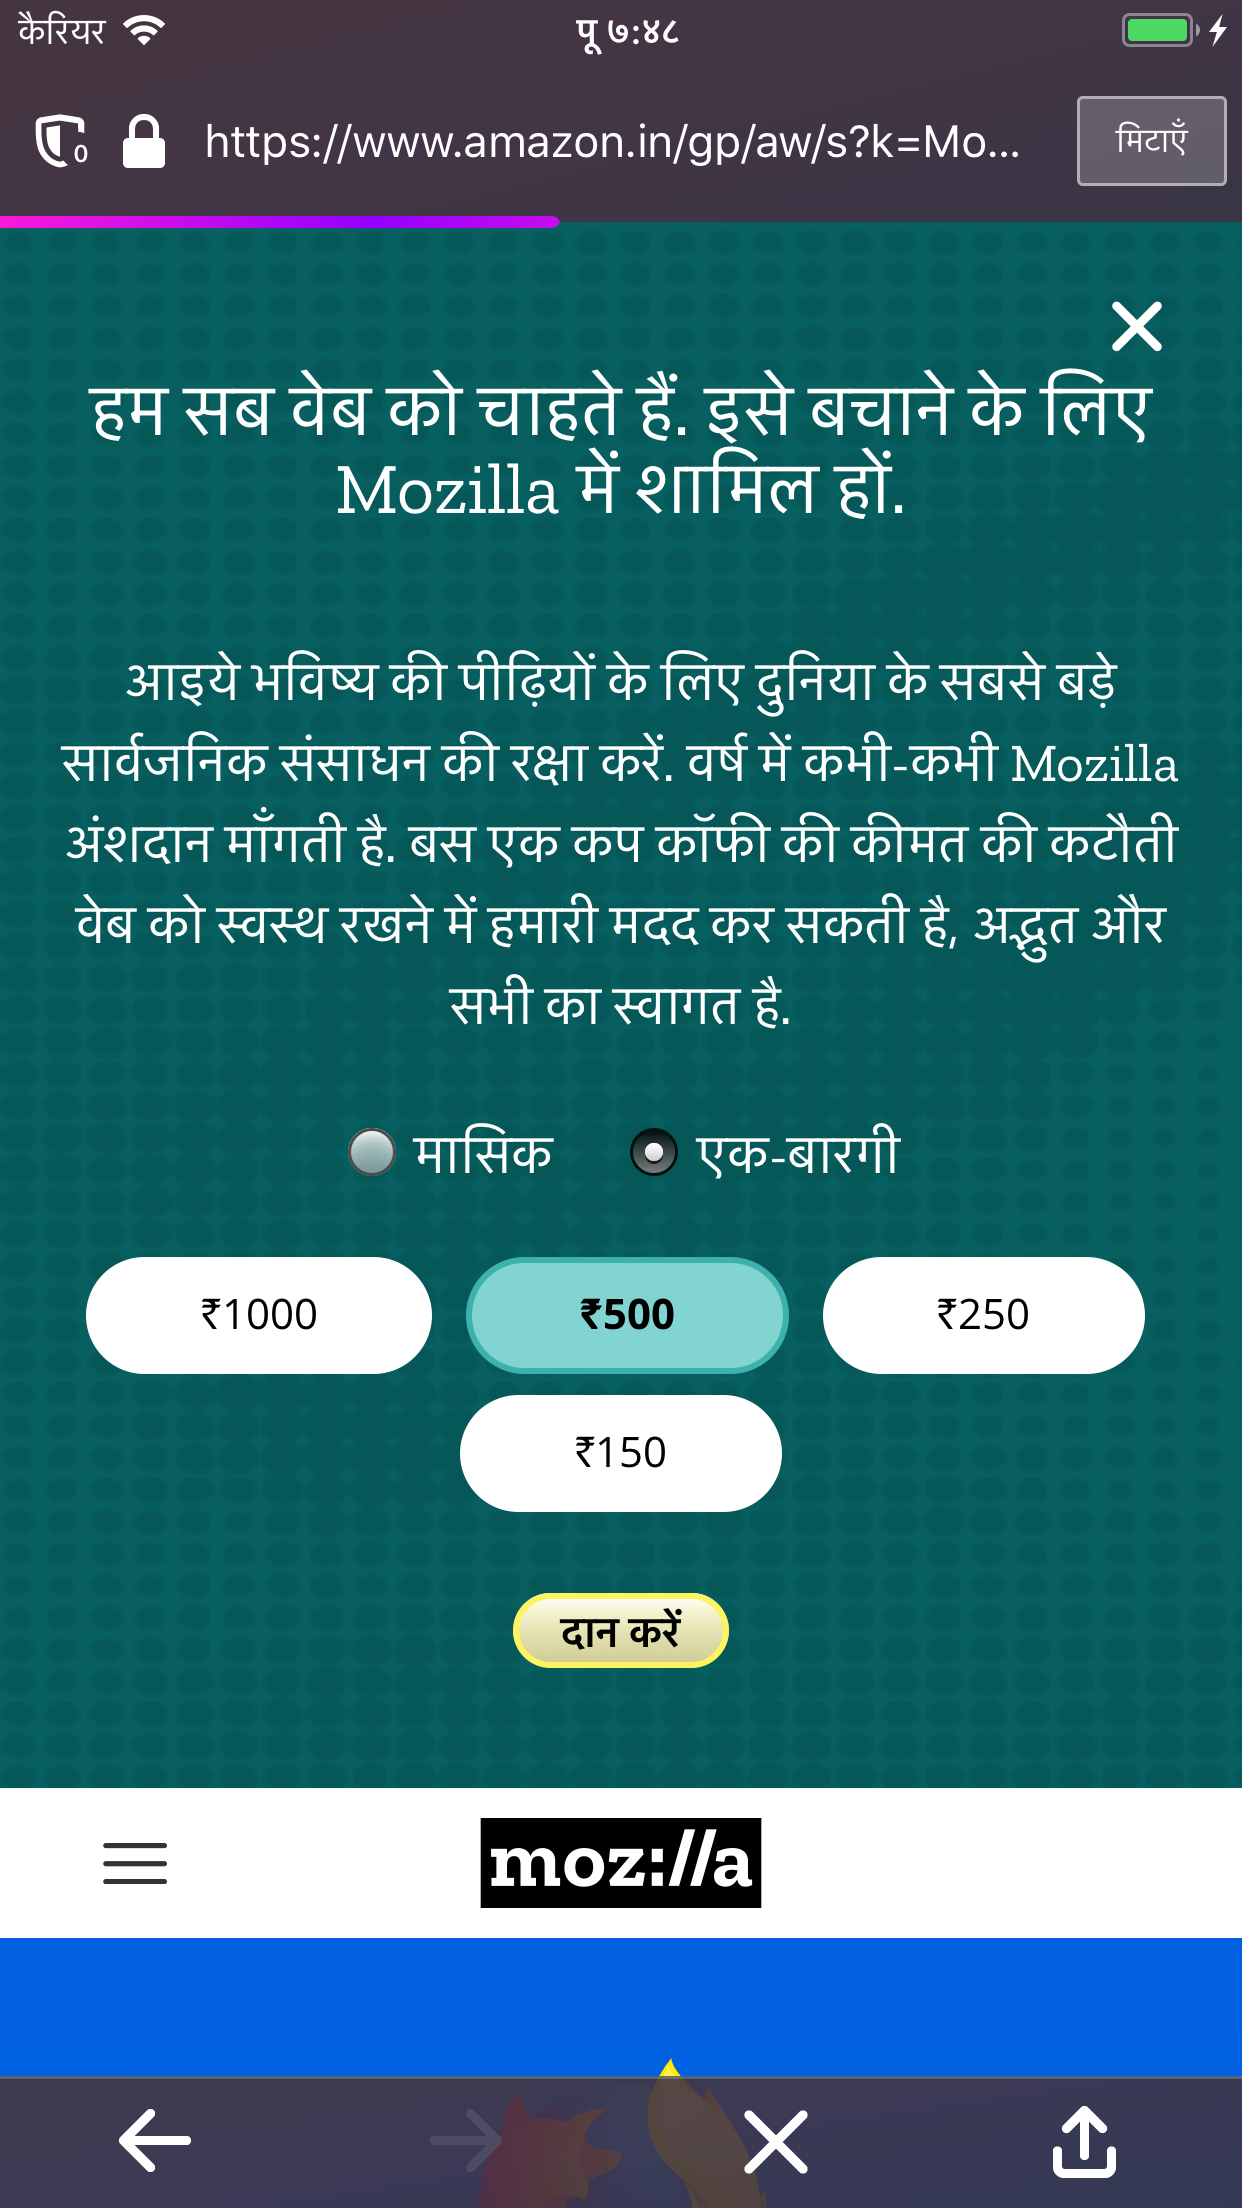 कैरियर
पू ७:४८
0
https://www.amazon.in/gp/aw/s?k=Mo...
मिटाएँ
हम सब वेब को चाहते हैं. इसे बचाने के लिए
Mozilla में शामिल हों.
आइये भविष्य की पीढ़ियों के लिए दुनिया के सबसे बड़े
सार्वजनिक संसाधन की रक्षा करें. वर्ष में कभी-कभी Mozilla
अंशदान माँगती है. बस एक कप कॉफी की कीमत की कटौती
वेब को स्वस्थ रखने में हमारी मदद कर सकती है, अद्भुत और
सभी का स्वागत है.
मासिक
एक-बारगी
₹1000
₹500
₹250
₹150
दान करें
moz://a